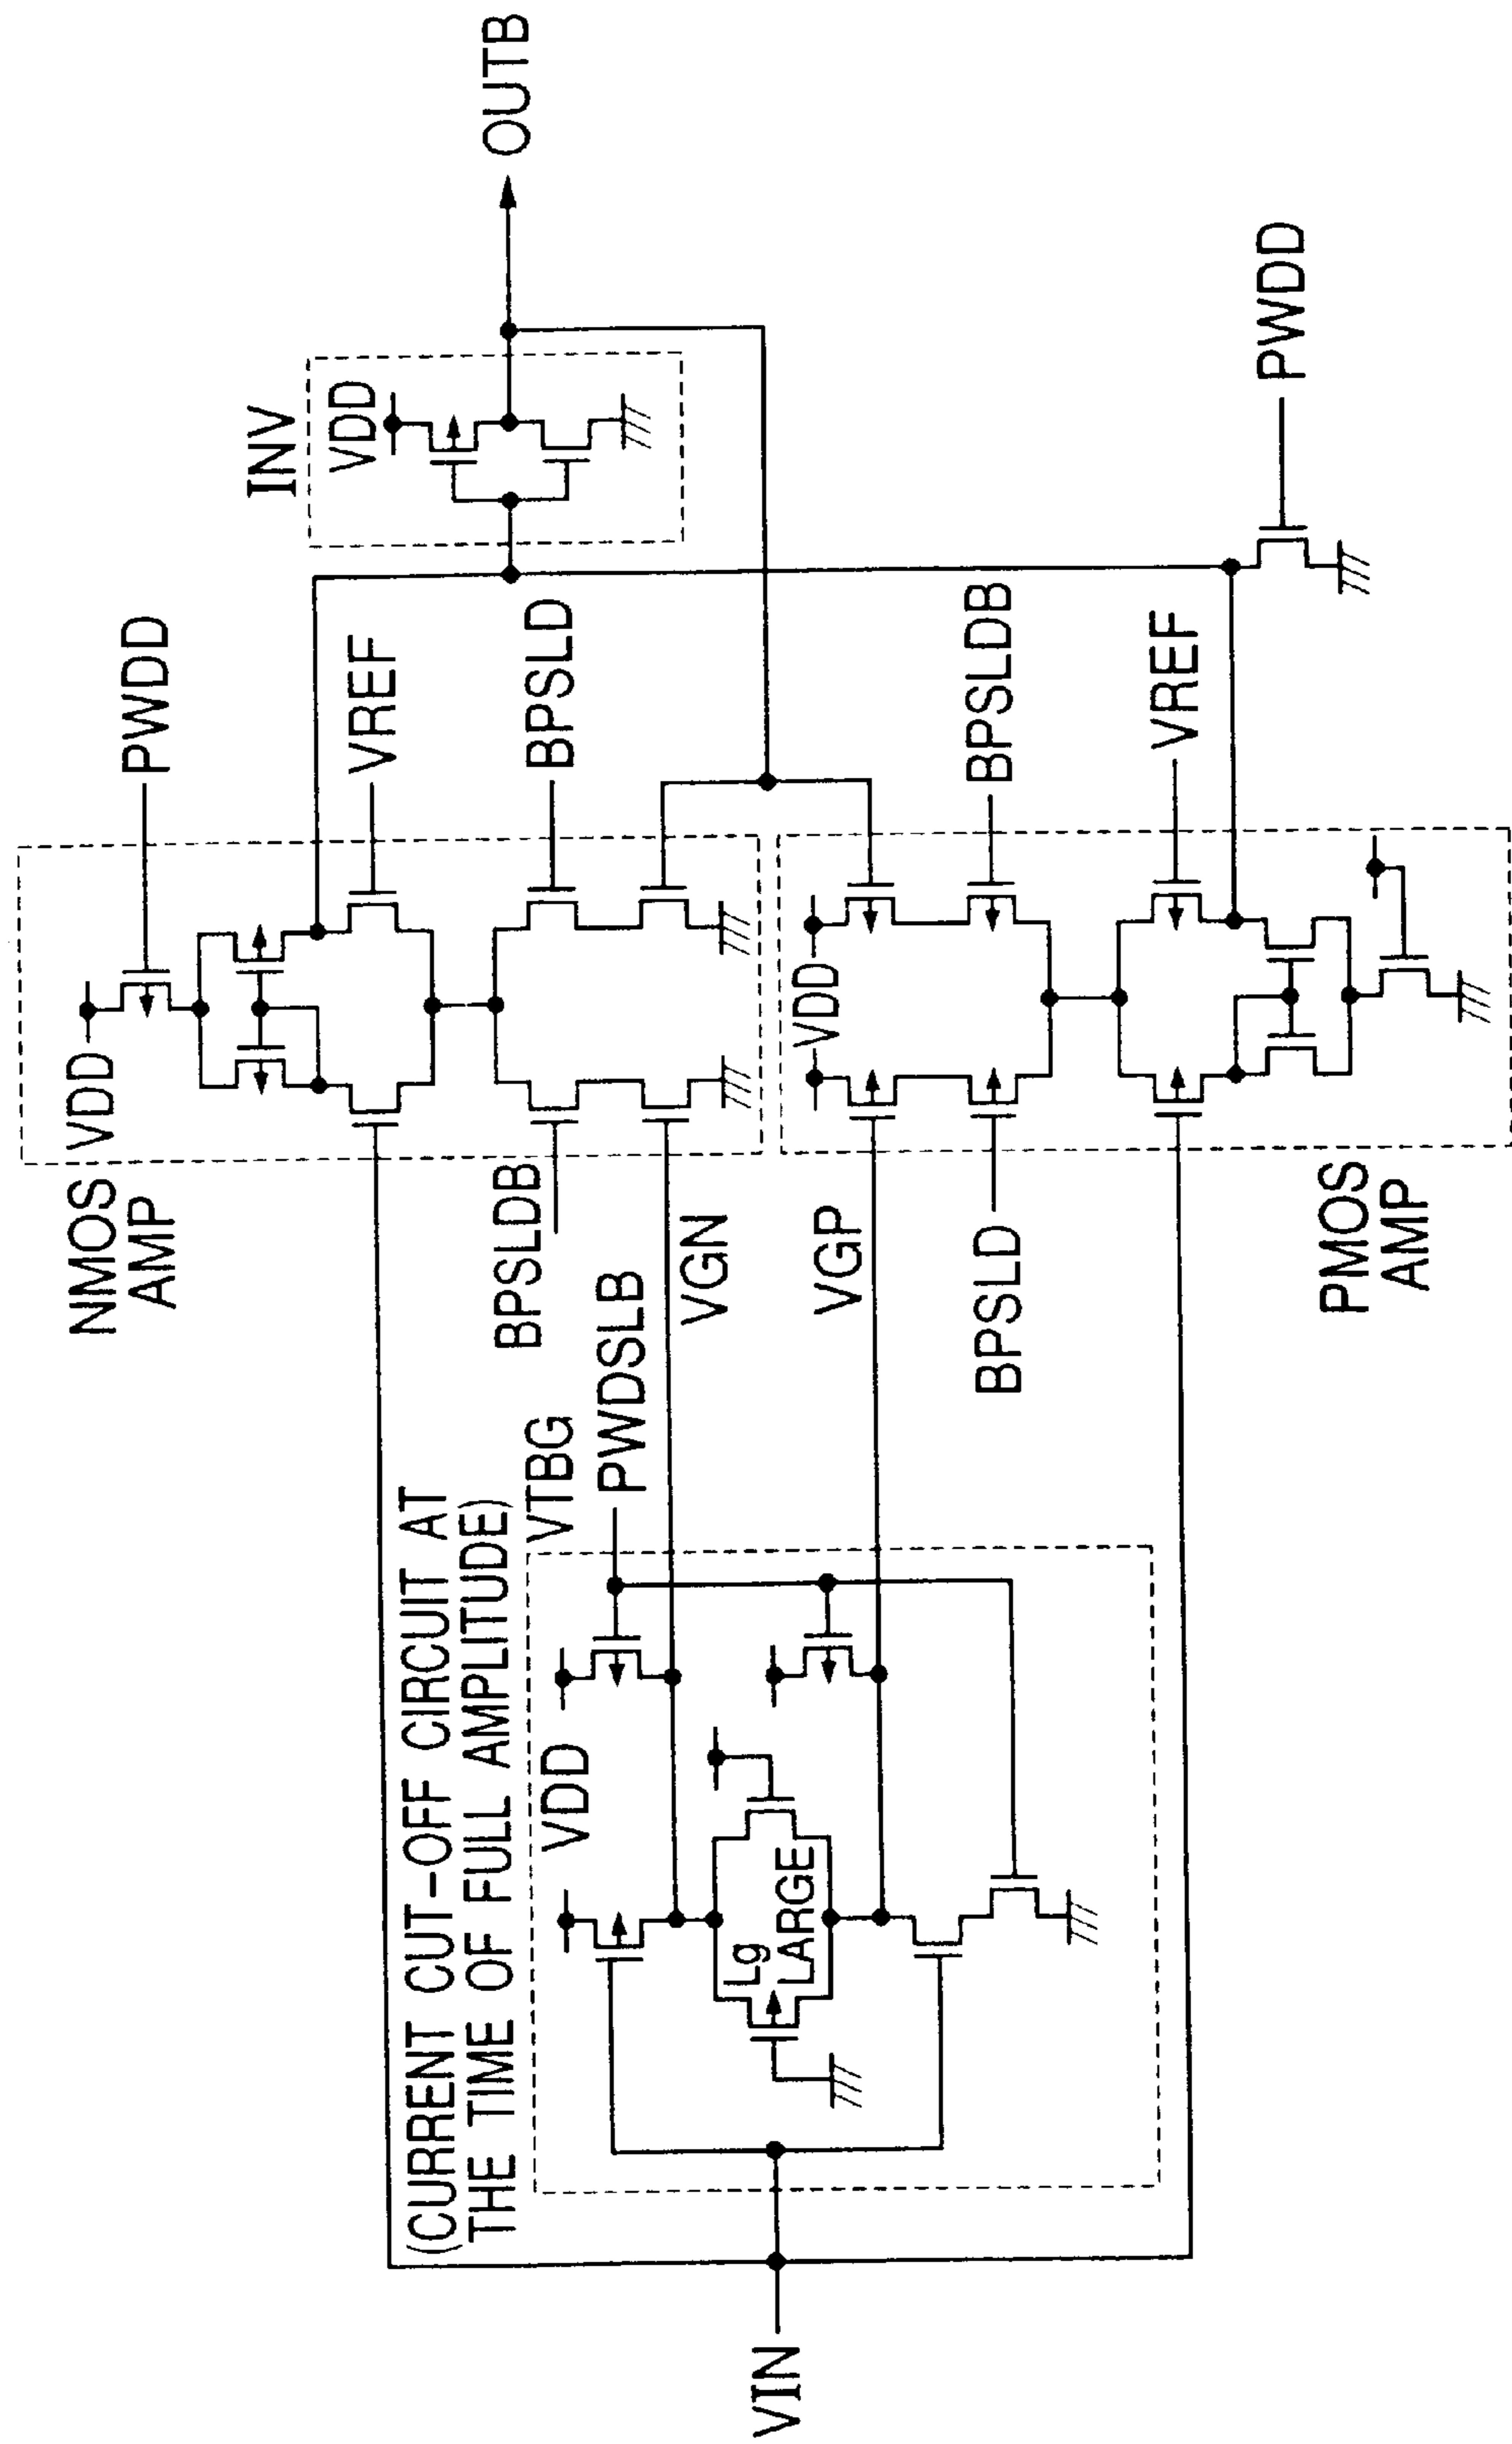 NMOS
AMP
VDD
PWDD
VREF
BPSLDB
BPSLD
VGN
INV
VDD
OUTB
(CURRENT CUT-OFF CIRCUIT AT
THE TIME OF FULL AMPLITUDE)
VTBG
PWDSLB
VDD
Lg
LARGE
VIN
VGP
VDD
BPSLD
BPSLDB
VREF
PMOS
AMP
PWDD